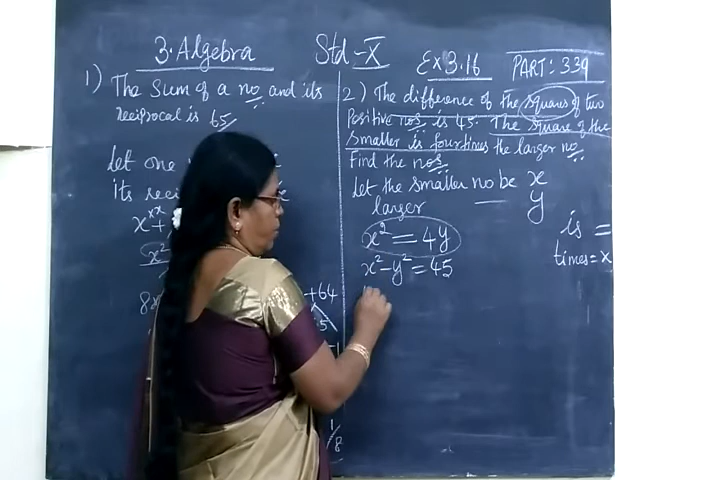 3. Algebra
Std - X
Ex 3.16
PART: 339
1) The Sum of a no and its
reciprocal is 65/
Let one
its reci
x
x²
8x
+64
1/8
2) The difference of the squares of two
Positive nos is 45. The square of the
smaller is four times the larger no.
Find the nos.
Let the smaller no be x
larger y
x² = 4y
x² - y² = 45
is =
times = x